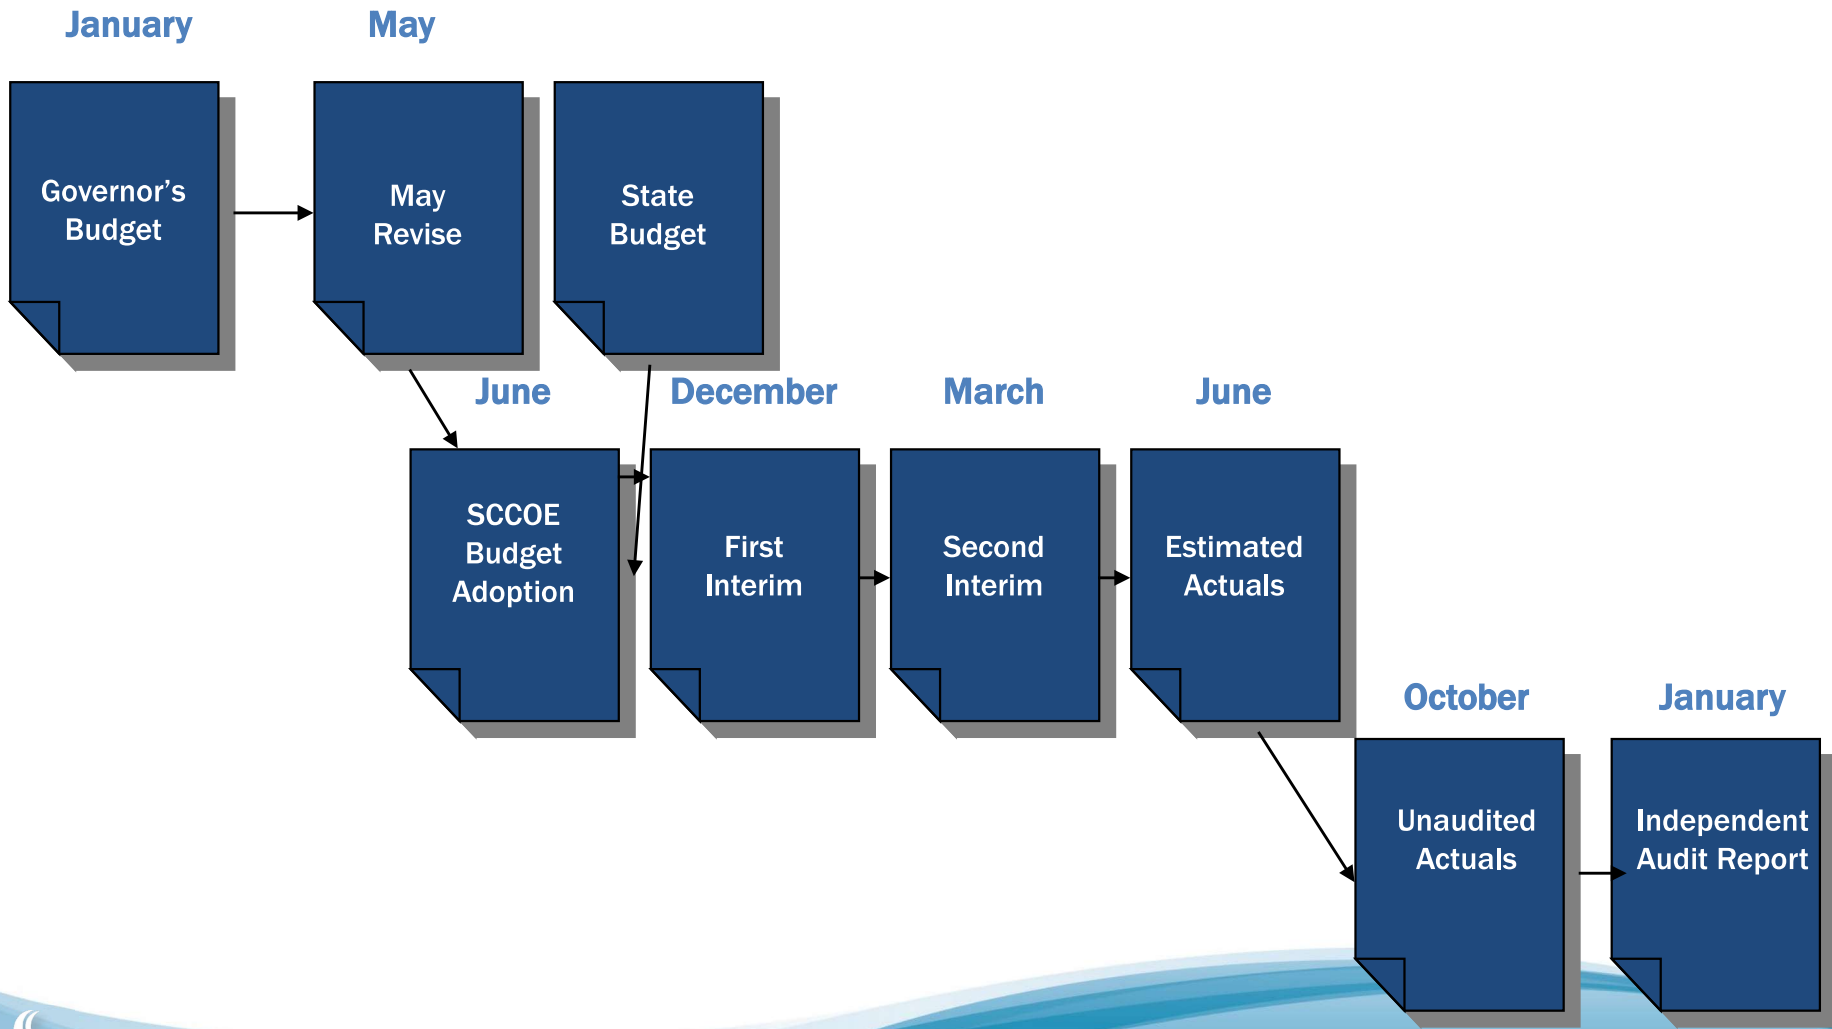 January
May
Governor’s
Budget
May
Revise
State
Budget
June
December
March
June
SCCOE
Budget
Adoption
First
Interim
Second
Interim
Estimated
Actuals
October
January
Unaudited
Actuals
Independent
Audit Report